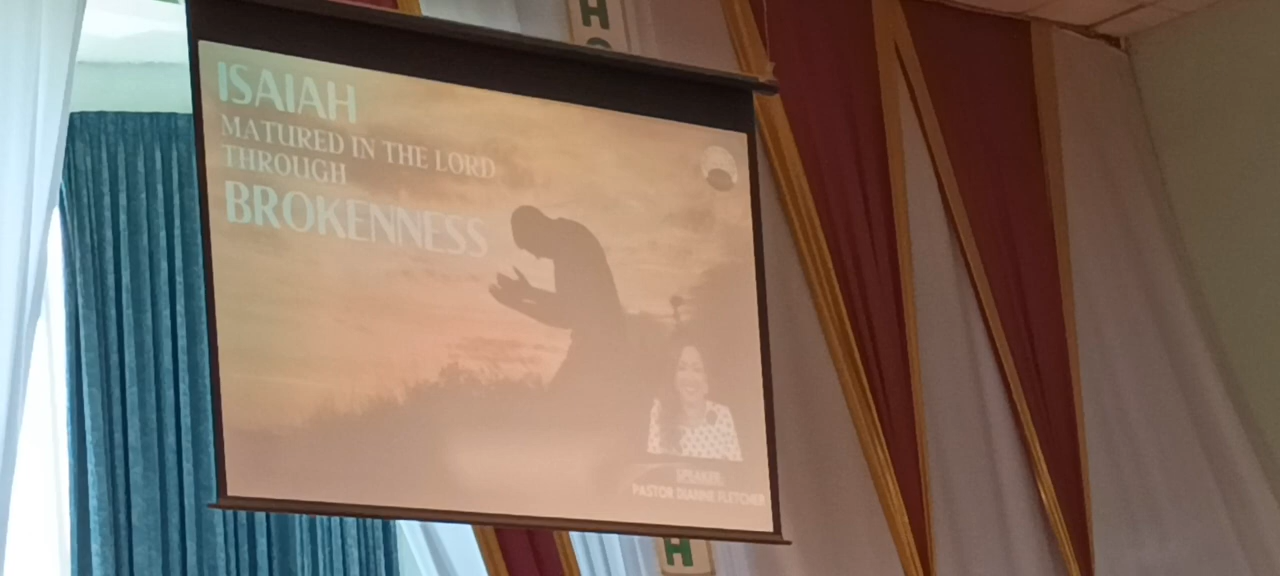 H
ISAIAH
MATURED IN THE LORD
THROUGH
BROKENNESS
SPEAKER:
PASTOR DIANNE FLETCHER
H